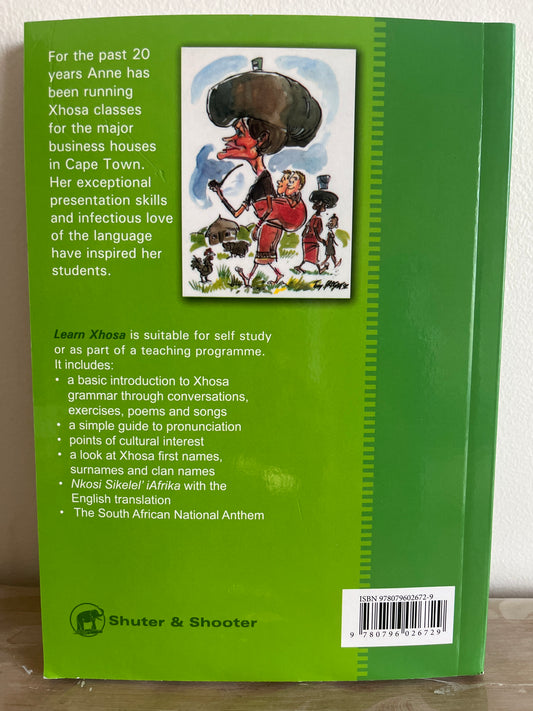 For the past 20
years Anne has
been running
Xhosa classes
for the major
business houses
in Cape Town.
Her exceptional
presentation skills
and infectious love
of the language
have inspired her
students.
Learn Xhosa is suitable for self study
or as part of a teaching programme.
It includes:
• a basic introduction to Xhosa
grammar through conversations,
exercises, poems and songs
• a simple guide to pronunciation
• points of cultural interest
• a look at Xhosa first names,
surnames and clan names
• Nkosi Sikelel' iAfrika with the
English translation
• The South African National Anthem
Shuter & Shooter
ISBN 978079602672-9
9 780796 026729